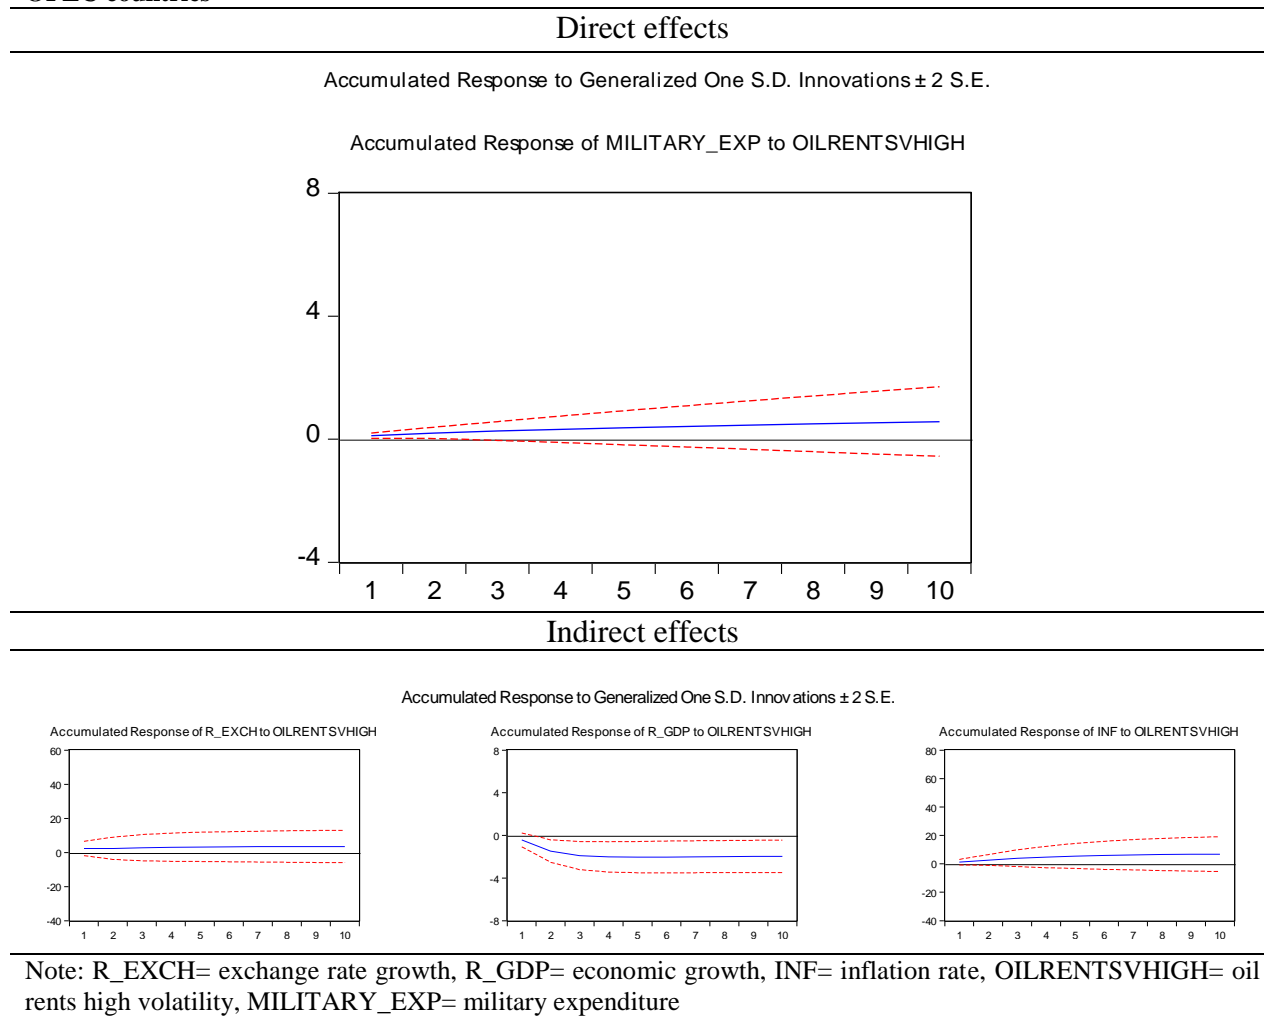 Direct effects
Accumulated Response to Generalized One S.D. Innovations ± 2 S.E.
Accumulated Response of MILITARY_EXP to OILRENTSVHIGH
8
4
0
-4
1 2 3 4 5 6 7 8 9 10
Indirect effects
Accumulated Response to Generalized One S.D. Innovations ± 2 S.E.
Accumulated Response of R_EXCH to OILRENTSVHIGH
60
40
20
0
-20
-40
1 2 3 4 5 6 7 8 9 10
Accumulated Response of R_GDP to OILRENTSVHIGH
8
4
0
-4
-8
1 2 3 4 5 6 7 8 9 10
Accumulated Response of INF to OILRENTSVHIGH
80
60
40
20
0
-20
-40
1 2 3 4 5 6 7 8 9 10
Note: R_EXCH= exchange rate growth, R_GDP= economic growth, INF= inflation rate, OILRENTSVHIGH= oil
rents high volatility, MILITARY_EXP= military expenditure